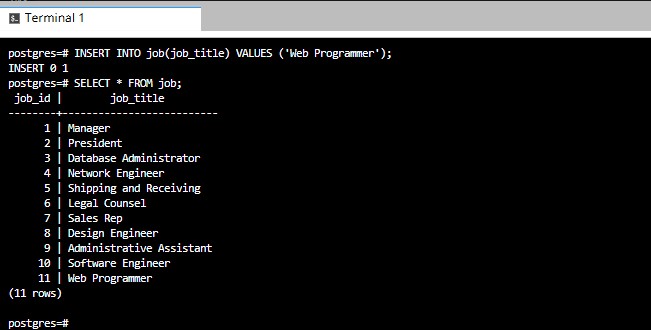 Terminal 1
postgres=# INSERT INTO job(job_title) VALUES ('Web Programmer');
INSERT 0 1
postgres=# SELECT * FROM job;
 job_id |        job_title
--------+--------------------------
      1 | Manager
      2 | President
      3 | Database Administrator
      4 | Network Engineer
      5 | Shipping and Receiving
      6 | Legal Counsel
      7 | Sales Rep
      8 | Design Engineer
      9 | Administrative Assistant
     10 | Software Engineer
     11 | Web Programmer
(11 rows)
postgres=#